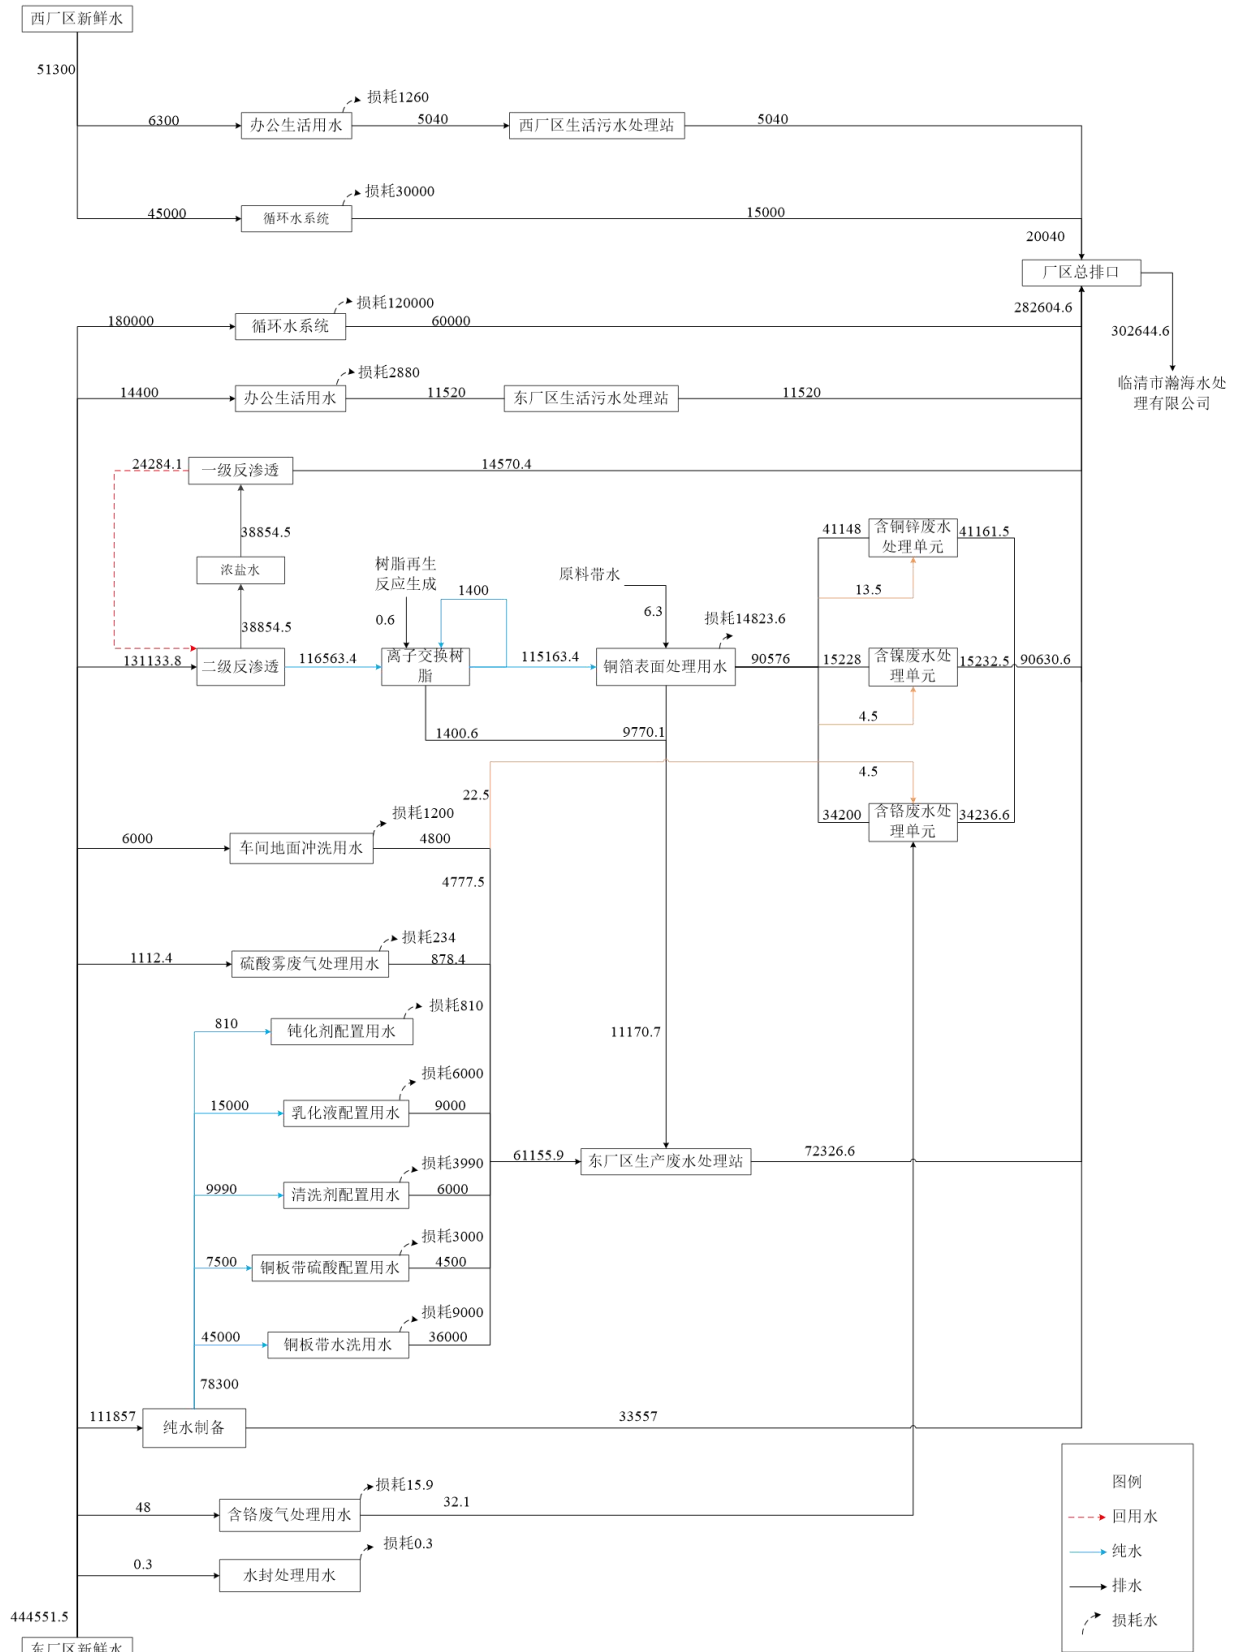 西厂区新鲜水
51300
损耗1260
6300
办公生活用水
5040
西厂区生活污水处理站
5040
损耗30000
45000
循环水系统
15000
20040
厂区总排口
282604.6
302644.6
临清市瀚海水处
理有限公司
损耗120000
180000
循环水系统
60000
损耗2880
14400
办公生活用水
11520
东厂区生活污水处理站
11520
24284.1
一级反渗透
14570.4
38854.5
浓盐水
38854.5
树脂再生
反应生成
0.6
1400
原料带水
6.3
损耗14823.6
131133.8
二级反渗透
116563.4
离子交换树
脂
115163.4
铜箔表面处理用水
90576
41148
含铜锌废水
处理单元
41161.5
13.5
15228
含镍废水处
理单元
15232.5
90630.6
4.5
1400.6
9770.1
4.5
22.5
34200
含铬废水处
理单元
34236.6
损耗1200
6000
车间地面冲洗用水
4800
4777.5
损耗234
1112.4
硫酸雾废气处理用水
878.4
损耗810
810
钝化剂配置用水
11170.7
损耗6000
15000
乳化液配置用水
9000
61155.9
东厂区生产废水处理站
72326.6
损耗3990
9990
清洗剂配置用水
6000
损耗3000
7500
铜板带硫酸配置用水
4500
损耗9000
45000
铜板带水洗用水
36000
78300
111857
纯水制备
33557
损耗15.9
48
含铬废气处理用水
32.1
损耗0.3
0.3
水封处理用水
444551.5
东厂区新鲜水
图例
回用水
纯水
排水
损耗水